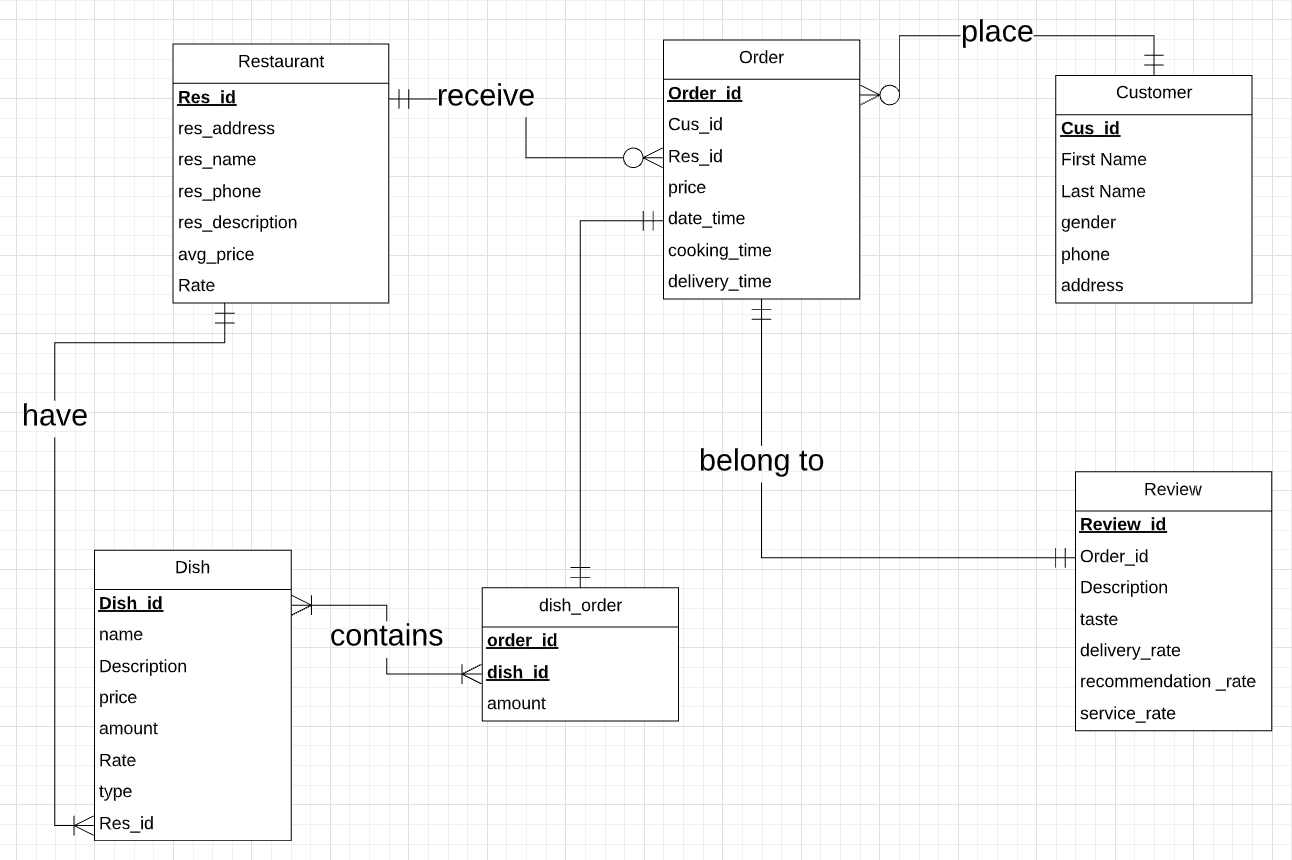 place
Restaurant
Res_id
res_address
res_name
res_phone
res_description
avg_price
Rate
receive
Order
Order_id
Cus_id
Res_id
price
date_time
cooking_time
delivery_time
Customer
Cus_id
First Name
Last Name
gender
phone
address
have
belong to
Dish
Dish_id
name
Description
price
amount
Rate
type
Res_id
contains
dish_order
order_id
dish_id
amount
Review
Review_id
Order_id
Description
taste
delivery_rate
recommendation _rate
service_rate